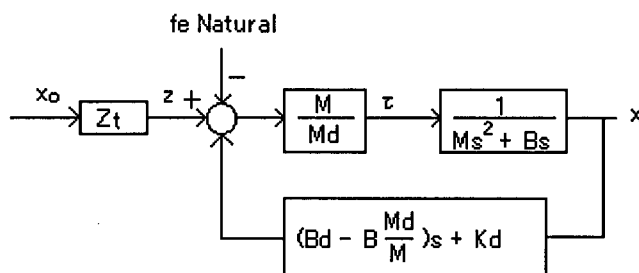 fe Natural
−
xo
Zt
z +
M
Md
τ
1
Ms² + Bs
x
(Bd − B Md/M)s + Kd